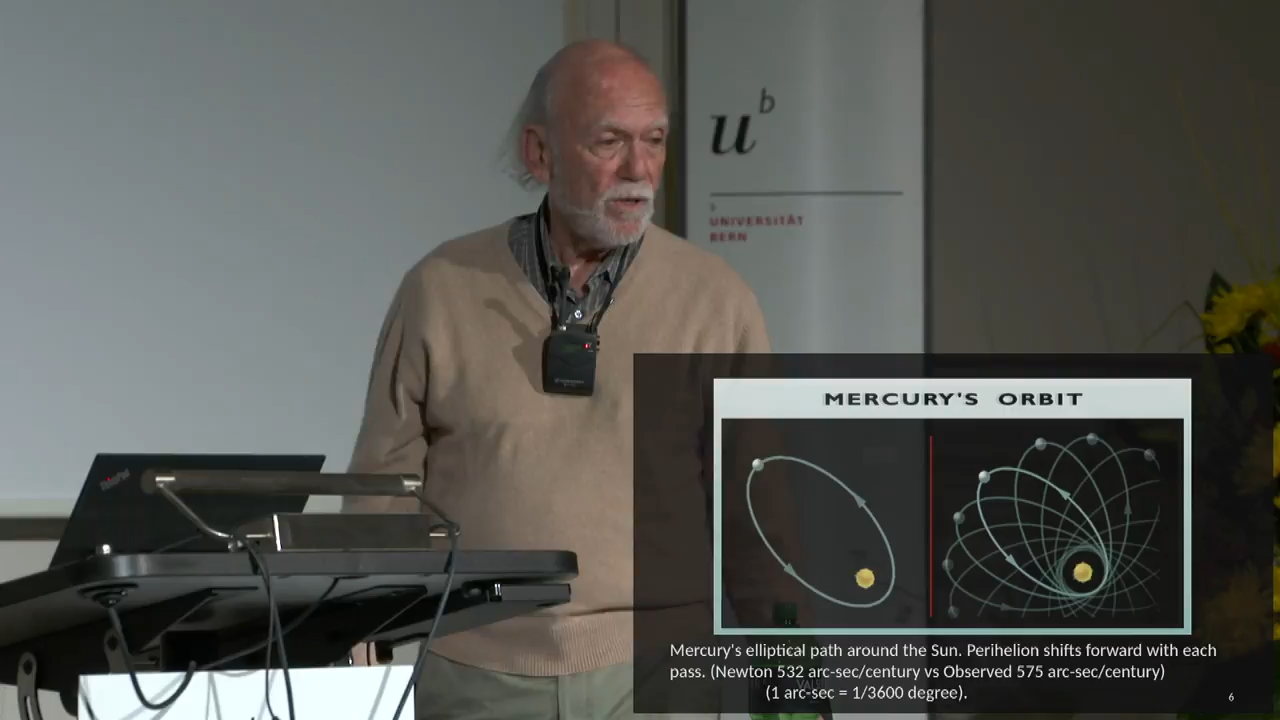 u
b
b
UNIVERSITÄT
BERN
ThinkPad
MERCURY'S ORBIT
Mercury's elliptical path around the Sun. Perihelion shifts forward with each
pass. (Newton 532 arc-sec/century vs Observed 575 arc-sec/century)
(1 arc-sec = 1/3600 degree).
6